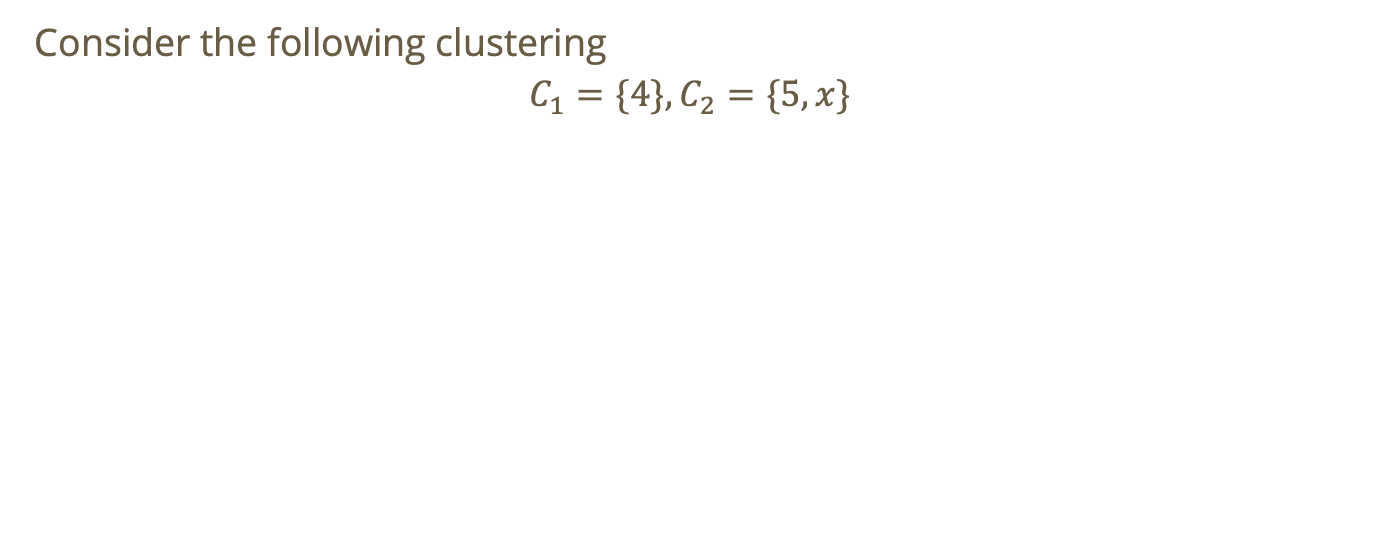 Consider the following clustering
C₁ = {4}, C₂ = {5, x}